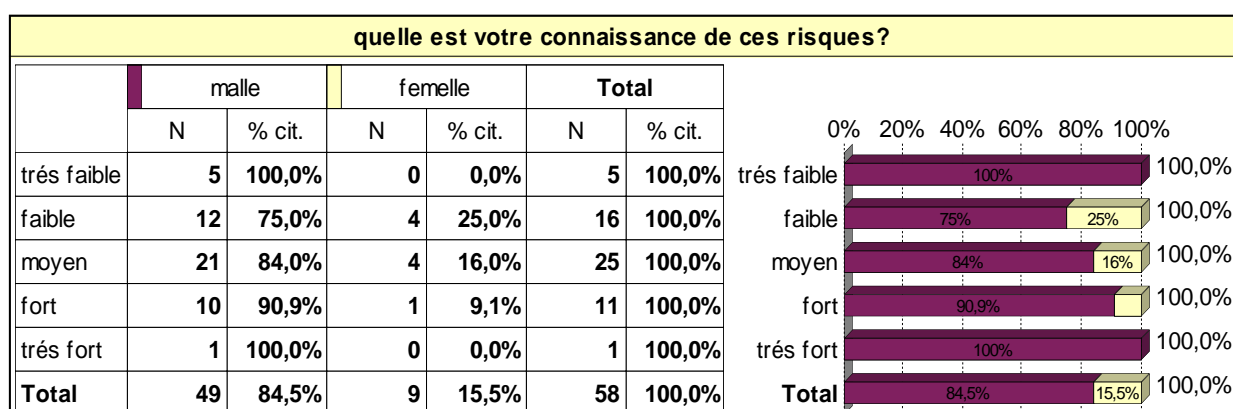 quelle est votre connaissance de ces risques?
malle femelle Total
N % cit. N % cit. N % cit.
trés faible 5 100,0% 0 0,0% 5 100,0%
faible 12 75,0% 4 25,0% 16 100,0%
moyen 21 84,0% 4 16,0% 25 100,0%
fort 10 90,9% 1 9,1% 11 100,0%
trés fort 1 100,0% 0 0,0% 1 100,0%
Total 49 84,5% 9 15,5% 58 100,0%
0% 20% 40% 60% 80% 100%
trés faible 100% 100,0%
faible 75% 25% 100,0%
moyen 84% 16% 100,0%
fort 90,9% 100,0%
trés fort 100% 100,0%
Total 84,5% 15,5% 100,0%